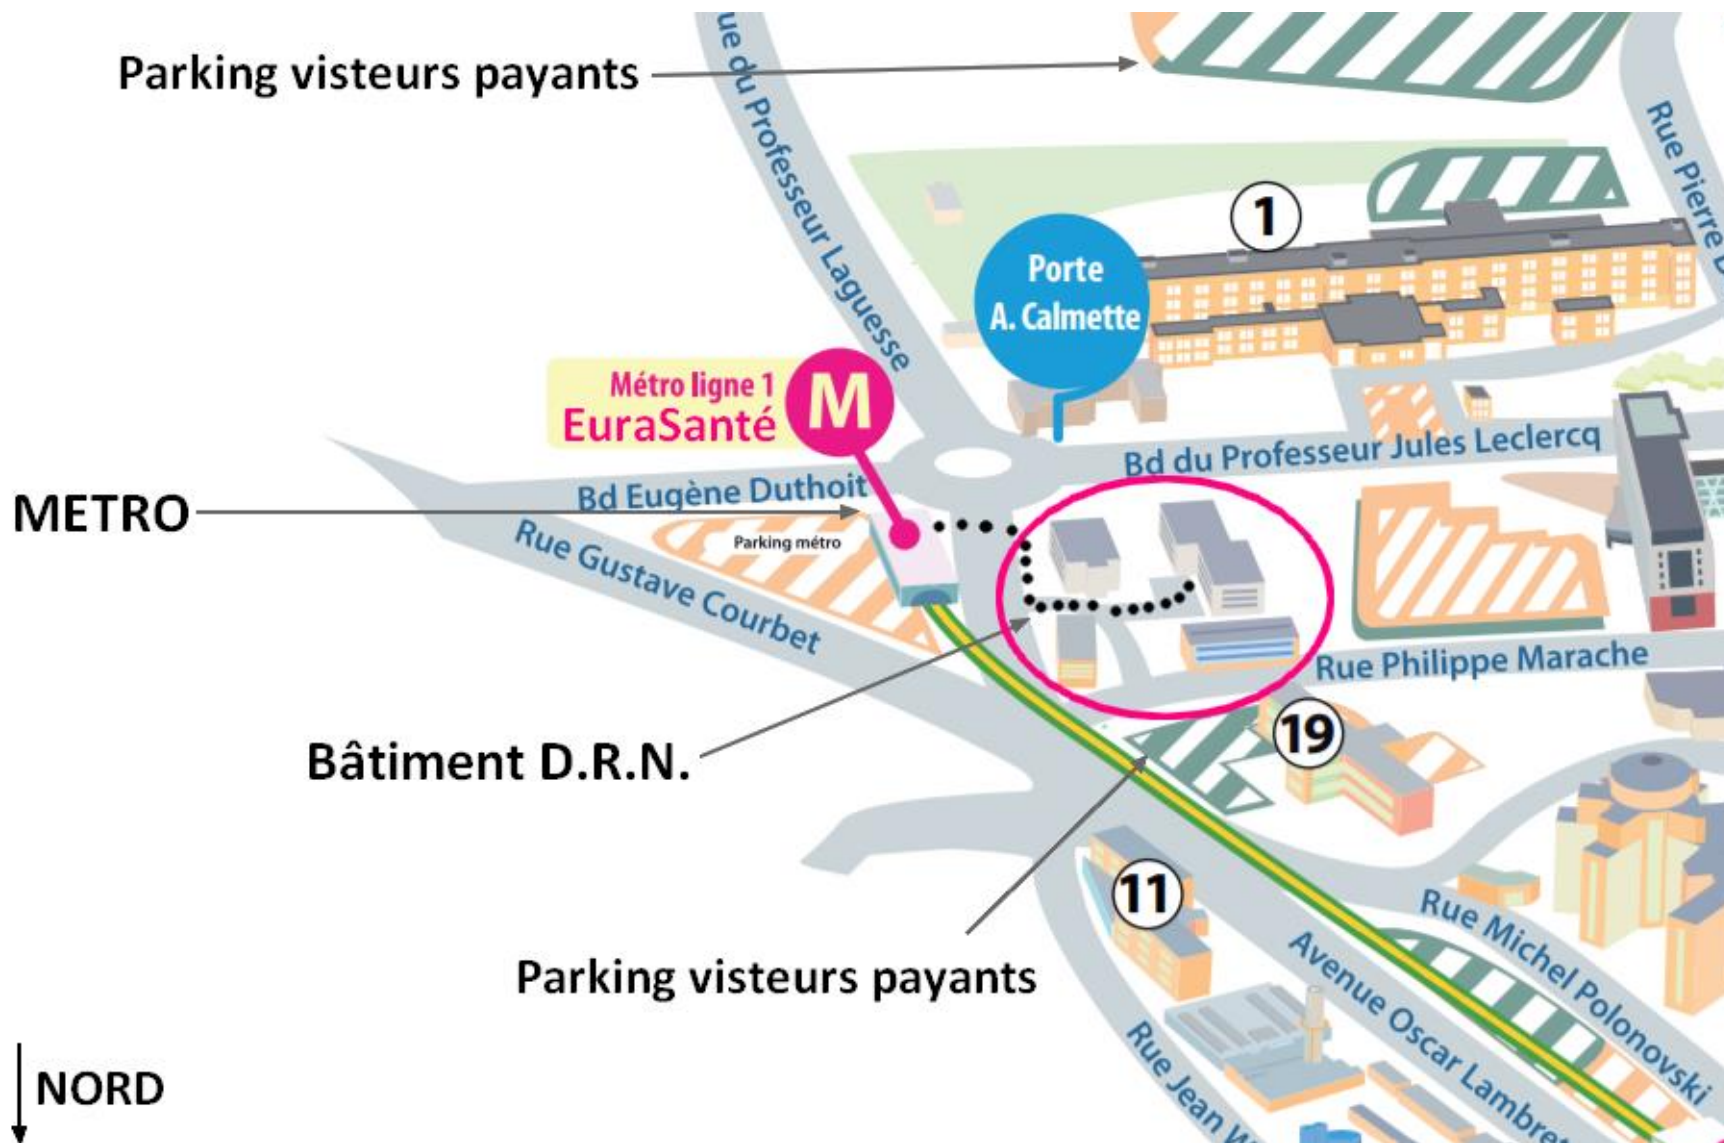 Parking visteurs payants
ue du Professeur Laguesse
Rue Pierre D
1
Porte
A. Calmette
Métro ligne 1
EuraSanté
M
Bd du Professeur Jules Leclercq
Bd Eugène Duthoit
METRO
Parking métro
Rue Gustave Courbet
Rue Philippe Marache
19
Bâtiment D.R.N.
11
Rue Michel Polonovski
Parking visteurs payants
Avenue Oscar Lambret
Rue Jean W
NORD